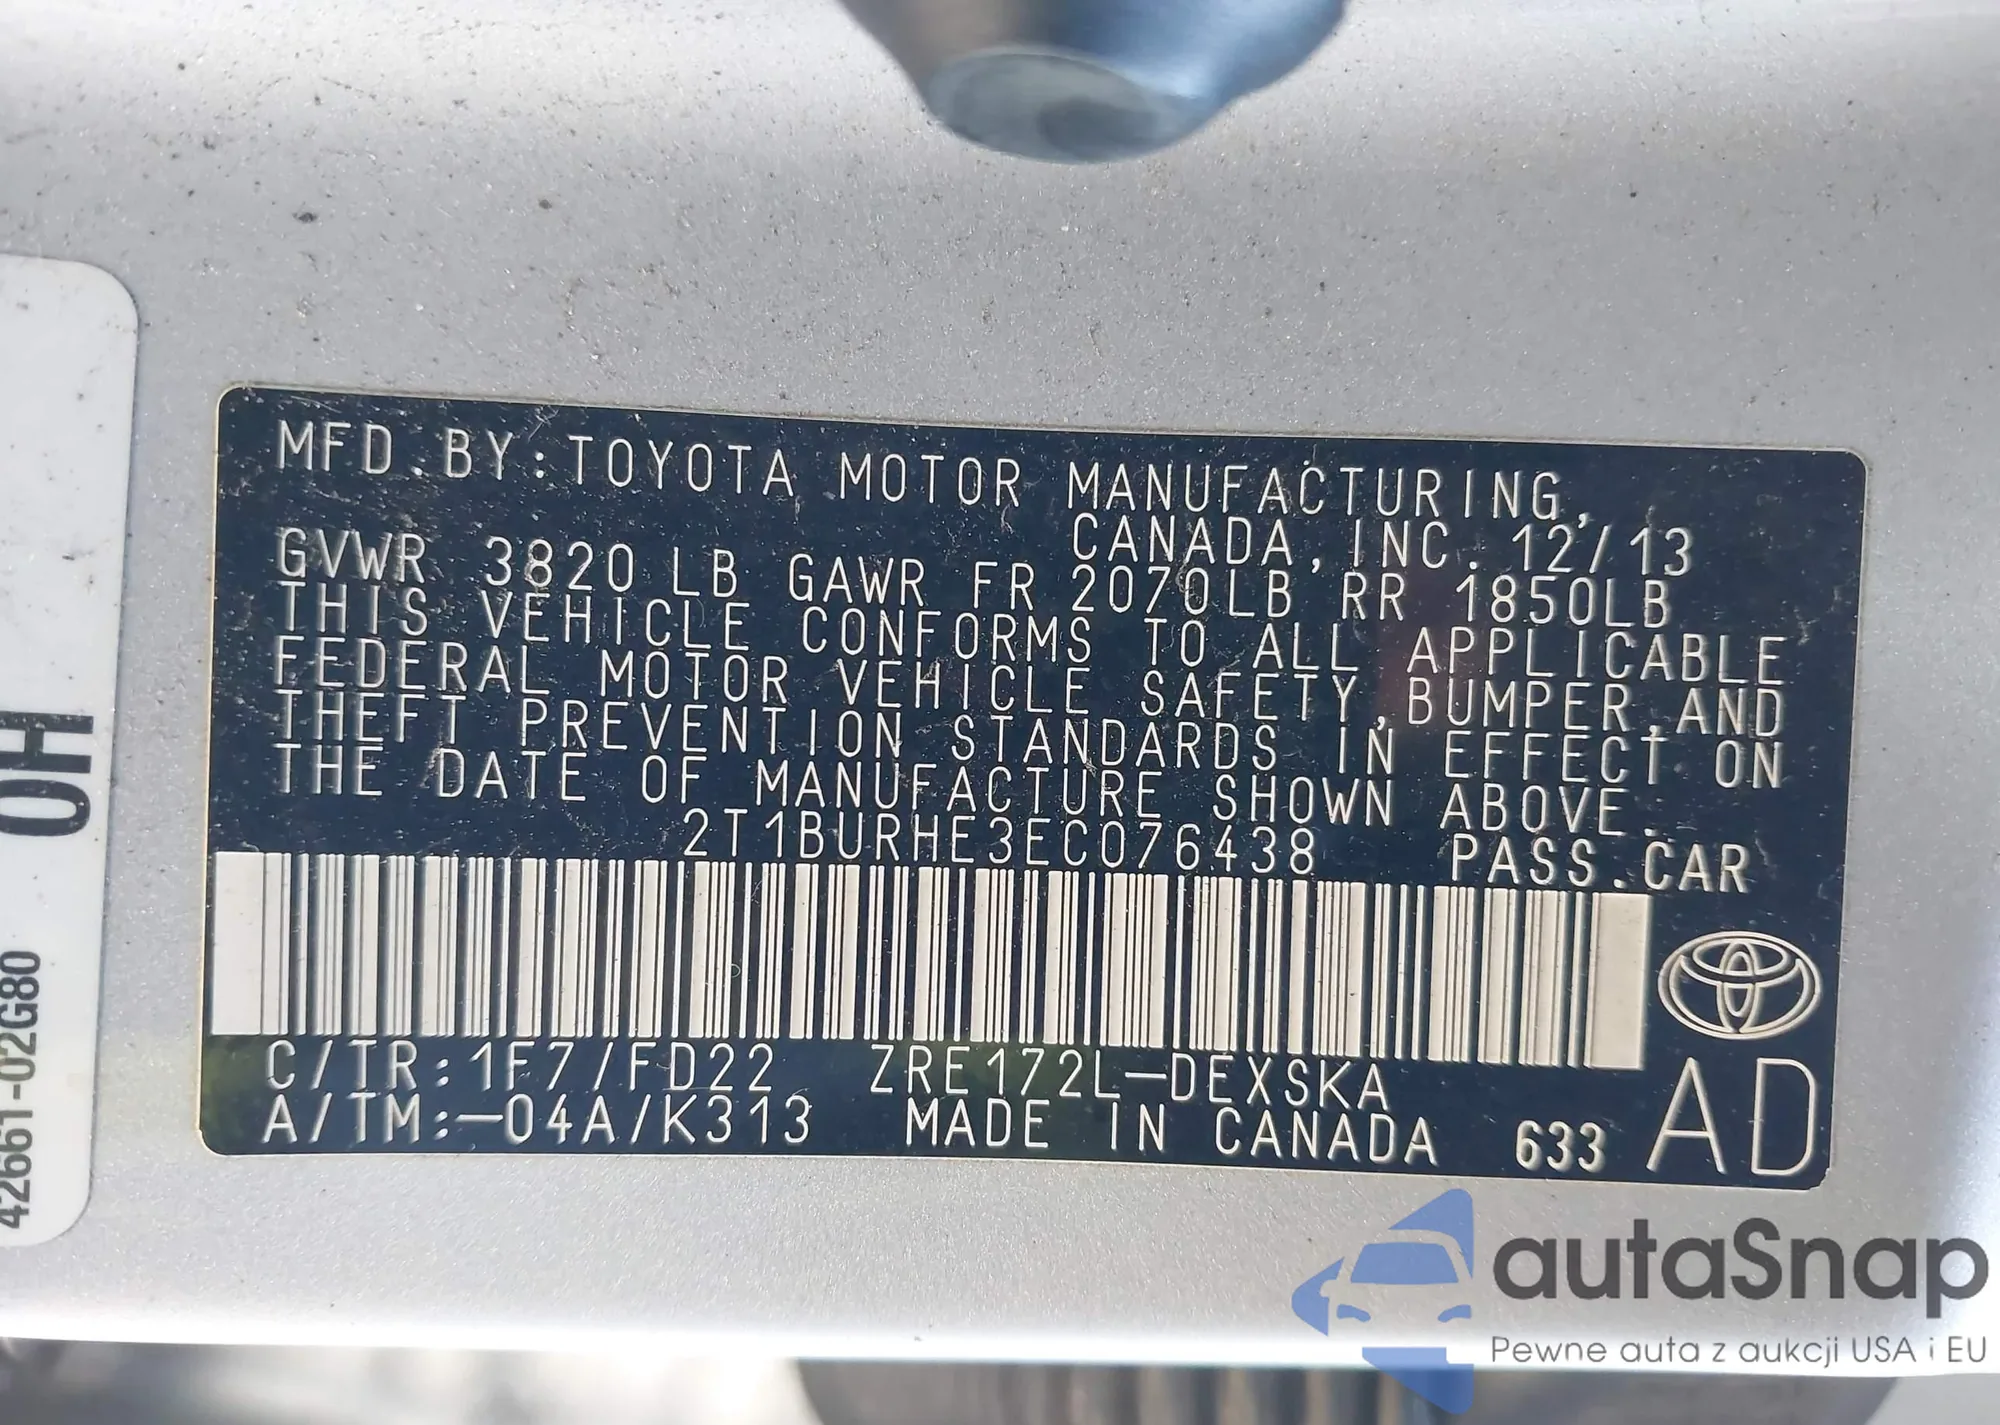 MFD.BY:TOYOTA MOTOR MANUFACTURING,
CANADA,INC. 12/13
GVWR 3820 LB GAWR FR 2070LB RR 1850LB
THIS VEHICLE CONFORMS TO ALL APPLICABLE
FEDERAL MOTOR VEHICLE SAFETY,BUMPER,AND
THEFT PREVENTION STANDARDS IN EFFECT ON
THE DATE OF MANUFACTURE SHOWN ABOVE.
2T1BURHE3EC076438 PASS.CAR
C/TR:1F7/FD22 ZRE172L-DEXSKA
A/TM:-04A/K313 MADE IN CANADA 633 AD
0H
42661-02G80
autaSnap
Pewne auta z aukcji USA i EU